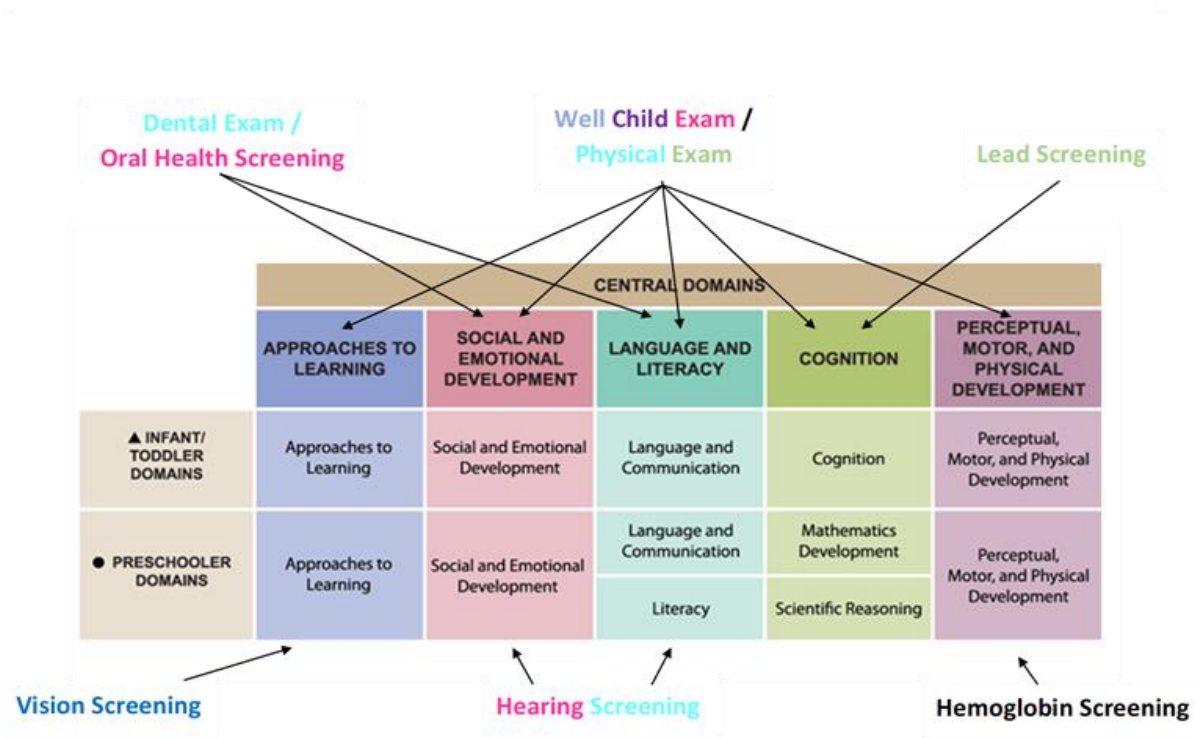 Dental Exam /
Oral Health Screening
Well Child Exam /
Physical Exam
Lead Screening
CENTRAL DOMAINS
APPROACHES TO
LEARNING
SOCIAL AND
EMOTIONAL
DEVELOPMENT
LANGUAGE AND
LITERACY
COGNITION
PERCEPTUAL,
MOTOR, AND
PHYSICAL
DEVELOPMENT
▲ INFANT/
TODDLER
DOMAINS
Approaches to
Learning
Social and Emotional
Development
Language and
Communication
Cognition
Perceptual,
Motor, and Physical
Development
● PRESCHOOLER
DOMAINS
Approaches to
Learning
Social and Emotional
Development
Language and
Communication
Literacy
Mathematics
Development
Scientific Reasoning
Perceptual,
Motor, and Physical
Development
Vision Screening
Hearing Screening
Hemoglobin Screening